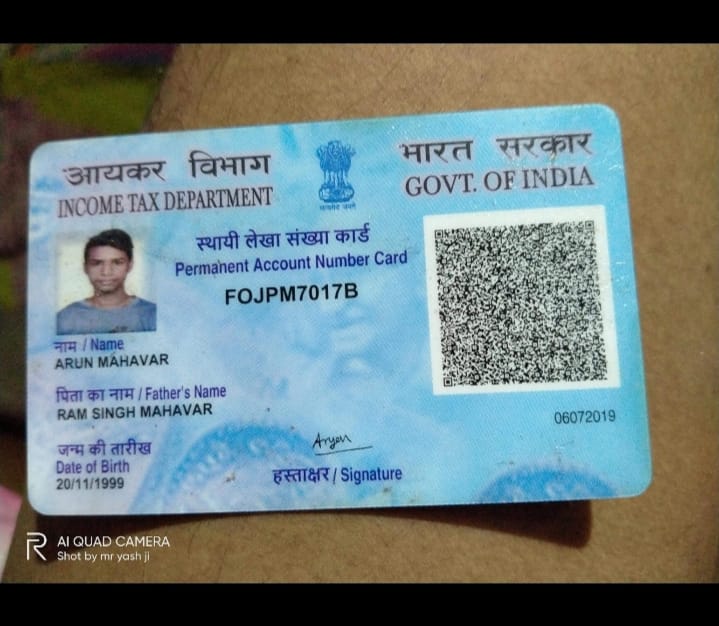 आयकर विभाग
INCOME TAX DEPARTMENT
सत्यमेव जयते
भारत सरकार
GOVT. OF INDIA
स्थायी लेखा संख्या कार्ड
Permanent Account Number Card
FOJPM7017B
नाम / Name
ARUN MAHAVAR
पिता का नाम / Father's Name
RAM SINGH MAHAVAR
जन्म की तारीख
Date of Birth
20/11/1999
Aryan
हस्ताक्षर / Signature
06072019
AI QUAD CAMERA
Shot by mr yash ji